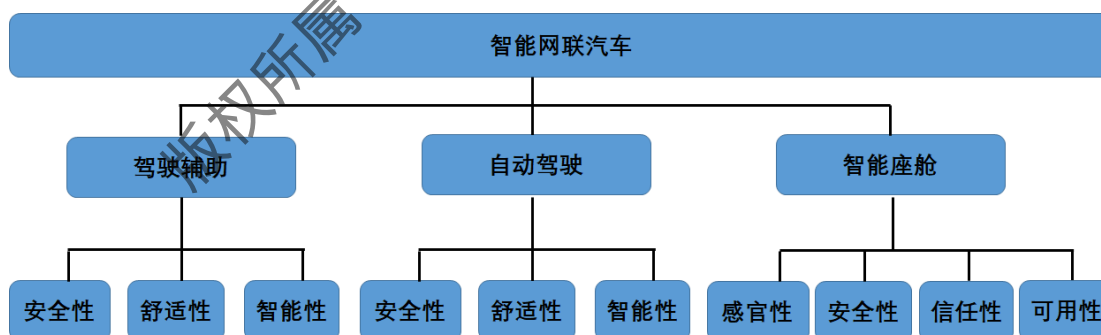 智能网联汽车
驾驶辅助
自动驾驶
智能座舱
安全性
舒适性
智能性
安全性
舒适性
智能性
感官性
安全性
信任性
可用性
版权所属